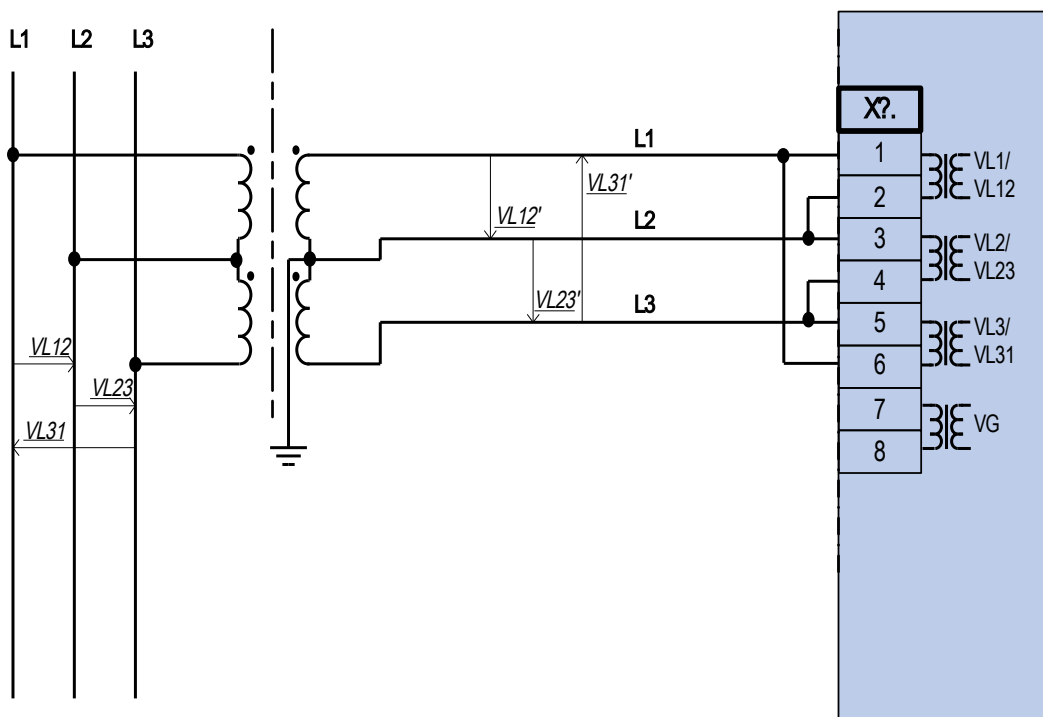 L1 L2 L3
X?.
L1
1
VL1/
VL12
VL31'
2
VL12'
L2
3
VL2/
VL23
4
VL23'
L3
5
VL3/
VL31
VL12
6
VL23
7
VG
VL31
8